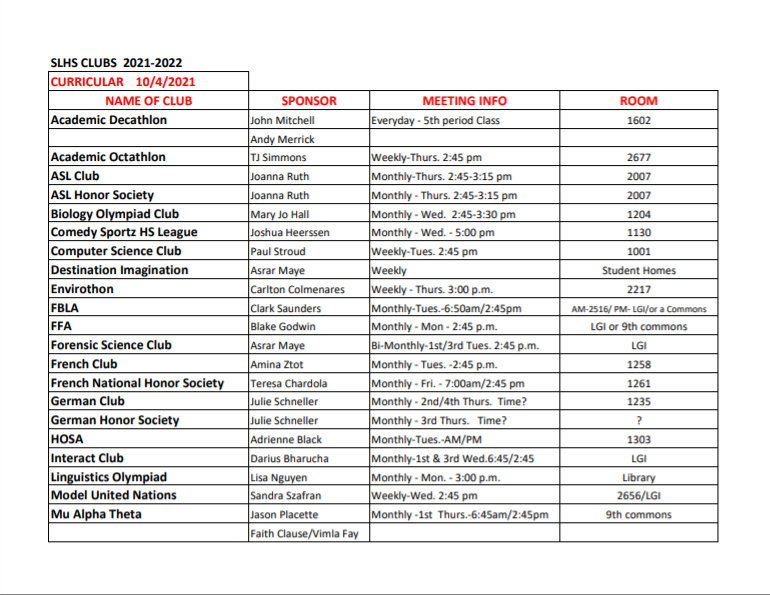 SLHS CLUBS  2021-2022
CURRICULAR   10/4/2021
NAME OF CLUB SPONSOR MEETING INFO ROOM
Academic Decathlon John Mitchell Everyday - 5th period Class 1602
Andy Merrick
Academic Octathlon TJ Simmons Weekly-Thurs. 2:45 pm 2677
ASL Club Joanna Ruth Monthly-Thurs. 2:45-3:15 pm 2007
ASL Honor Society Joanna Ruth Monthly - Thurs. 2:45-3:15 pm 2007
Biology Olympiad Club Mary Jo Hall Monthly - Wed.  2:45-3:30 pm 1204
Comedy Sportz HS League Joshua Heerssen Monthly - Wed. - 5:00 pm 1130
Computer Science Club Paul Stroud Weekly-Tues. 2:45 pm 1001
Destination Imagination Asrar Maye Weekly Student Homes
Envirothon Carlton Colmenares Weekly - Thurs. 3:00 p.m. 2217
FBLA Clark Saunders Monthly-Tues.-6:50am/2:45pm AM-2516/ PM- LGI/or a Commons
FFA Blake Godwin Monthly - Mon - 2:45 p.m. LGI or 9th commons
Forensic Science Club Asrar Maye Bi-Monthly-1st/3rd Tues. 2:45 p.m. LGI
French Club Amina Ztot Monthly - Tues. -2:45 p.m. 1258
French National Honor Society Teresa Chardola Monthly - Fri. - 7:00am/2:45 pm 1261
German Club Julie Schneller Monthly - 2nd/4th Thurs.  Time? 1235
German Honor Society Julie Schneller Monthly - 3rd Thurs.   Time? ?
HOSA Adrienne Black Monthly-Tues.-AM/PM 1303
Interact Club Darius Bharucha Monthly-1st & 3rd Wed.6:45/2:45 LGI
Linguistics Olympiad Lisa Nguyen Monthly - Mon. - 3:00 p.m. Library
Model United Nations Sandra Szafran Weekly-Wed. 2:45 pm 2656/LGI
Mu Alpha Theta Jason Placette Monthly -1st  Thurs.-6:45am/2:45pm 9th commons
Faith Clause/Vimla Fay